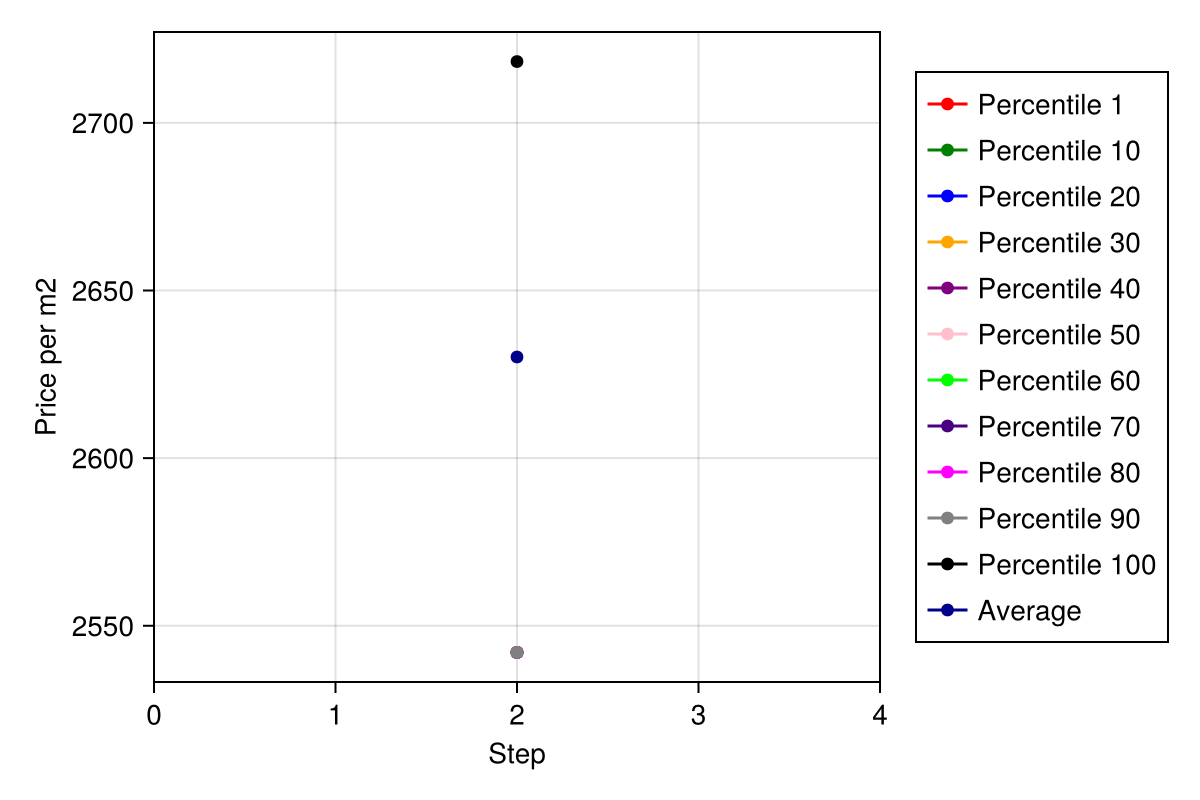 2700
2650
2600
2550
Price per m2
0 1 2 3 4
Step
Percentile 1
Percentile 10
Percentile 20
Percentile 30
Percentile 40
Percentile 50
Percentile 60
Percentile 70
Percentile 80
Percentile 90
Percentile 100
Average